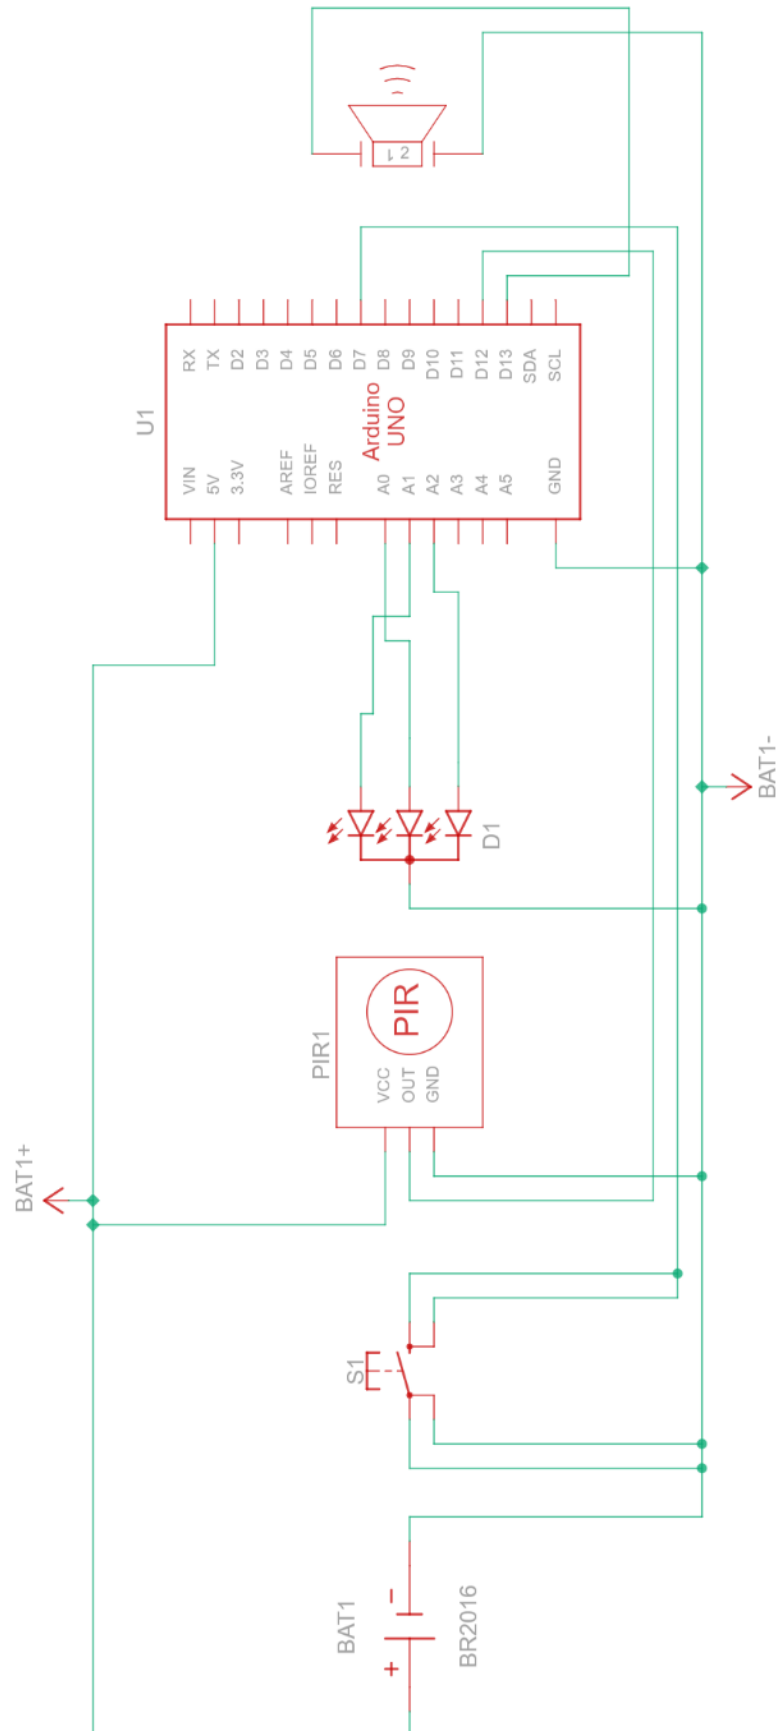 1 2
U1
RX
TX
D2
D3
D4
D5
D6
D7
D8
D9
D10
D11
D12
D13
SDA
SCL
Arduino
UNO
VIN
5V
3.3V
AREF
IOREF
RES
A0
A1
A2
A3
A4
A5
GND
BAT1-
D1
PIR1
PIR
VCC
OUT
GND
BAT1+
S1
BAT1
+
-
BR2016